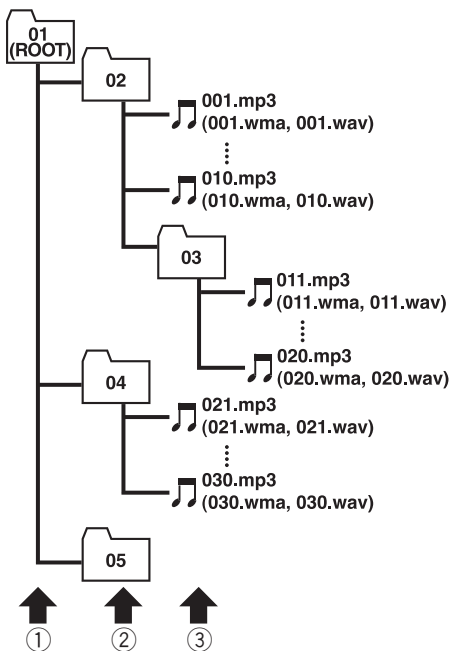 01
(ROOT)
02
001.mp3
(001.wma, 001.wav)
010.mp3
(010.wma, 010.wav)
03
011.mp3
(011.wma, 011.wav)
020.mp3
(020.wma, 020.wav)
04
021.mp3
(021.wma, 021.wav)
030.mp3
(030.wma, 030.wav)
05
① ② ③